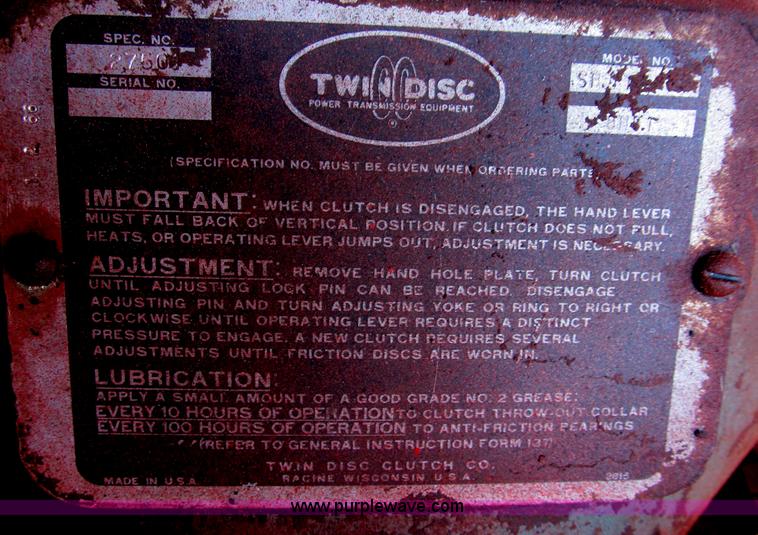 SPEC. NO.
SERIAL NO.
TWIN DISC
POWER TRANSMISSION EQUIPMENT
MODEL NO.
(SPECIFICATION NO. MUST BE GIVEN WHEN ORDERING PARTS
IMPORTANT: WHEN CLUTCH IS DISENGAGED, THE HAND LEVER
MUST FALL BACK OF VERTICAL POSITION. IF CLUTCH DOES NOT PULL,
HEATS, OR OPERATING LEVER JUMPS OUT, ADJUSTMENT IS NECESSARY.
ADJUSTMENT: REMOVE HAND HOLE PLATE, TURN CLUTCH
UNTIL ADJUSTING LOCK PIN CAN BE REACHED. DISENGAGE
ADJUSTING PIN AND TURN ADJUSTING YOKE OR RING TO RIGHT OR
CLOCKWISE UNTIL OPERATING LEVER REQUIRES A DISTINCT
PRESSURE TO ENGAGE. A NEW CLUTCH REQUIRES SEVERAL
ADJUSTMENTS UNTIL FRICTION DISCS ARE WORN IN.
LUBRICATION:
APPLY A SMALL AMOUNT OF A GOOD GRADE NO. 2 GREASE:
EVERY 10 HOURS OF OPERATION TO CLUTCH THROW-OUT COLLAR
EVERY 100 HOURS OF OPERATION TO ANTI-FRICTION BEARINGS
(REFER TO GENERAL INSTRUCTION FORM 137)
TWIN DISC CLUTCH CO.
RACINE WISCONSIN U.S.A.
MADE IN U.S.A.
2815
www.purplewave.com